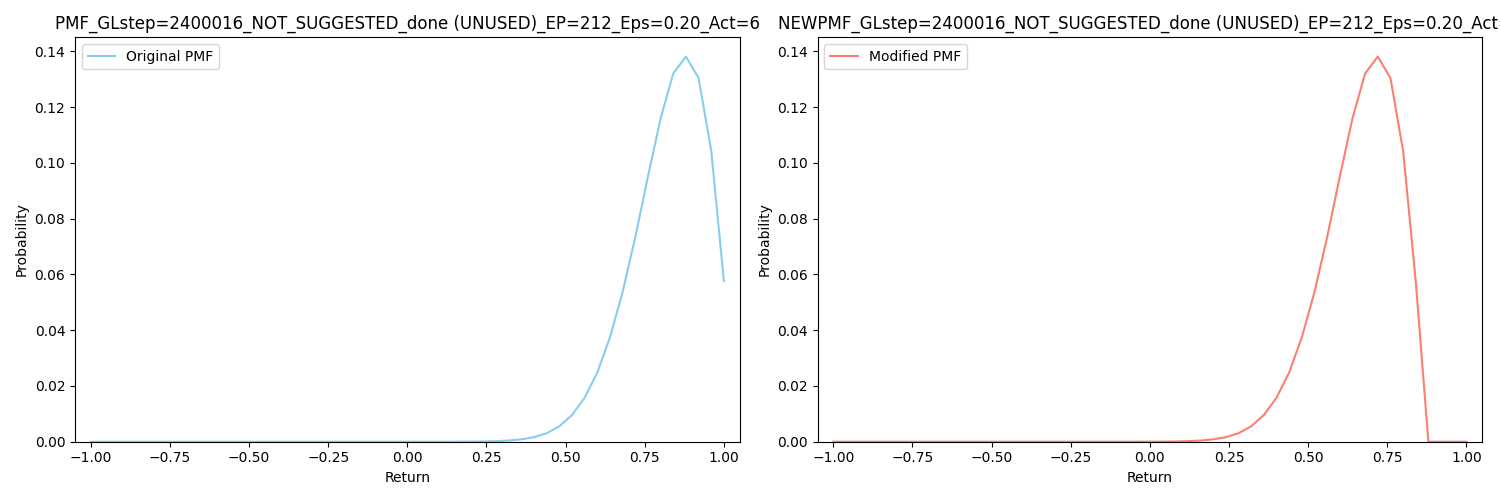 PMF_GLstep=2400016_NOT_SUGGESTED_done (UNUSED)_EP=212_Eps=0.20_Act=6
Original PMF
Probability
0.14
0.12
0.10
0.08
0.06
0.04
0.02
0.00
−1.00 −0.75 −0.50 −0.25 0.00 0.25 0.50 0.75 1.00
Return
NEWPMF_GLstep=2400016_NOT_SUGGESTED_done (UNUSED)_EP=212_Eps=0.20_Act=
Modified PMF
Probability
0.14
0.12
0.10
0.08
0.06
0.04
0.02
0.00
−1.00 −0.75 −0.50 −0.25 0.00 0.25 0.50 0.75 1.00
Return